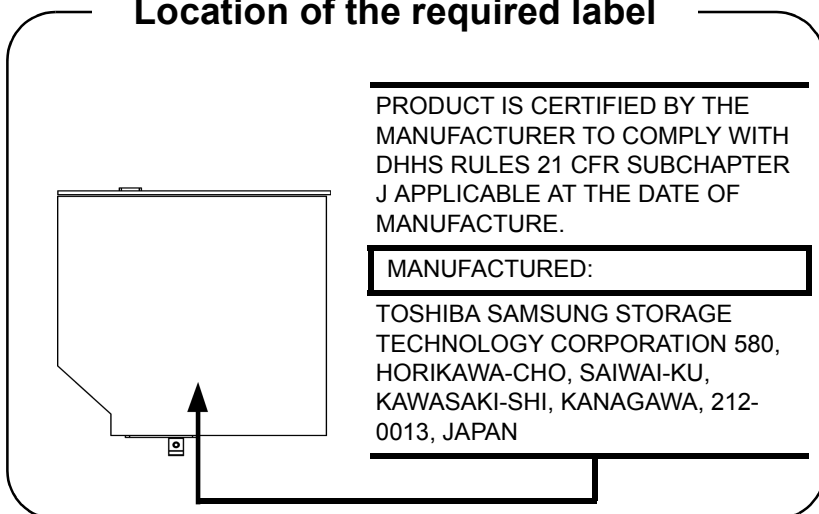 Location of the required label
PRODUCT IS CERTIFIED BY THE
MANUFACTURER TO COMPLY WITH
DHHS RULES 21 CFR SUBCHAPTER
J APPLICABLE AT THE DATE OF
MANUFACTURE.
MANUFACTURED:
TOSHIBA SAMSUNG STORAGE
TECHNOLOGY CORPORATION 580,
HORIKAWA-CHO, SAIWAI-KU,
KAWASAKI-SHI, KANAGAWA, 212-
0013, JAPAN